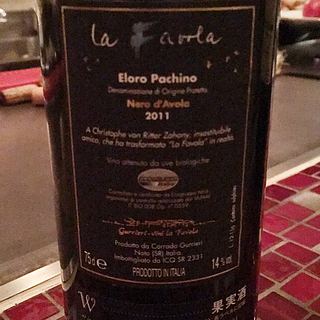 La Favola
Eloro Pachino
Denominazione di Origine Protetta
Nero d'Avola
2011
A Christophe von Ritter Zahony, insostituibile
amico, che ha trasformato "La Favola" in realtà.
Vino ottenuto da uve biologiche
Gurrieri-vini La Favola
75cl e
Prodotto da Corrado Gurrieri
Noto (SR) Italia
Imbottigliato da ICQ SR 2331
14% vol.
PRODOTTO IN ITALIA
W
果実酒